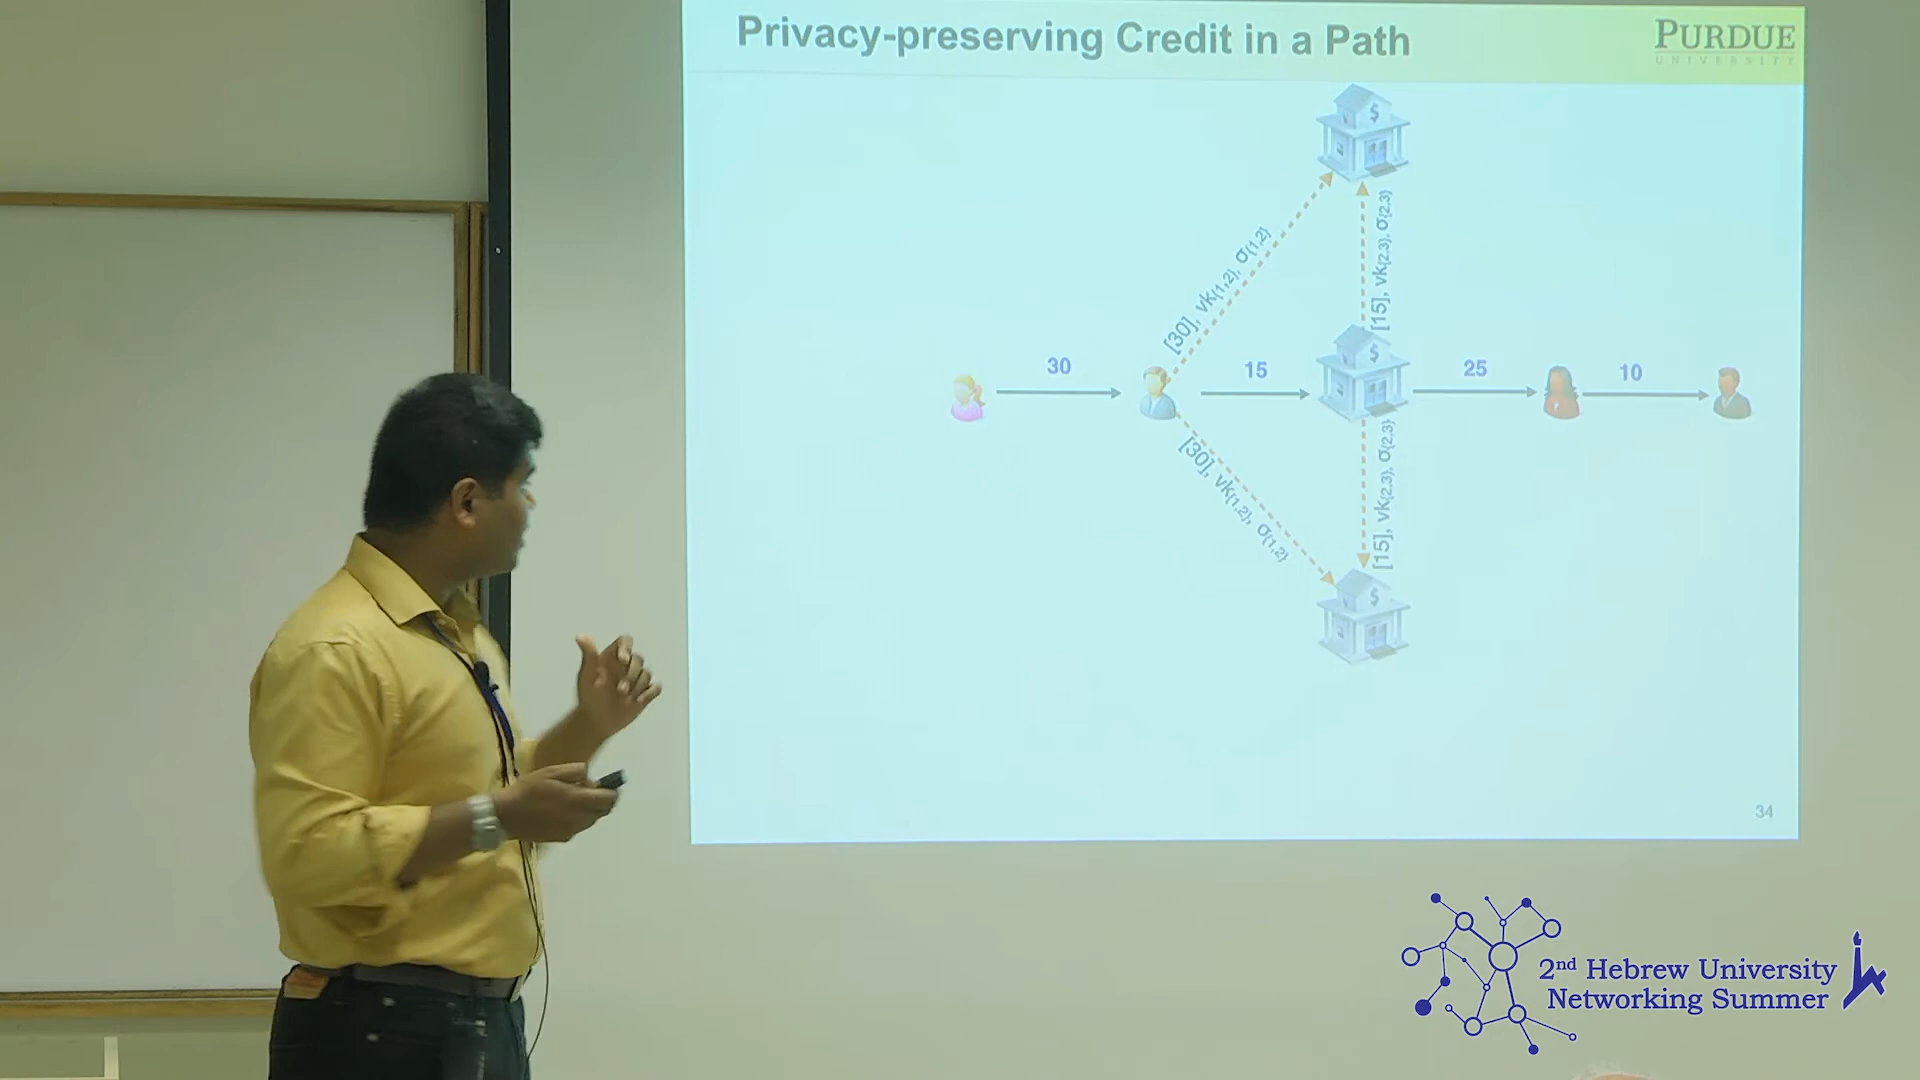 Privacy-preserving Credit in a Path
PURDUE
UNIVERSITY
$
[30], vk{1,2}, σ{1,2}
[15], vk{2,3}, σ{2,3}
30
15
$
25
10
[30], vk{1,2}, σ{1,2}
[15], vk{2,3}, σ{2,3}
$
34
2nd Hebrew University
Networking Summer